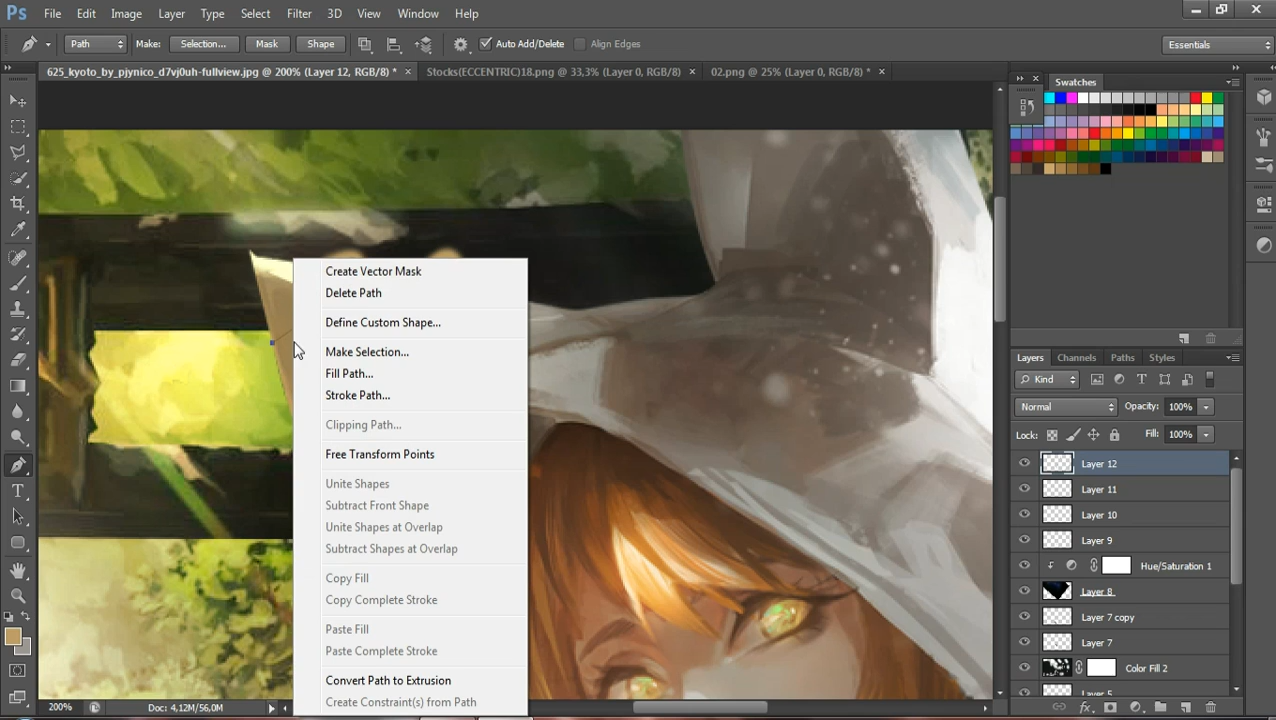 Ps File Edit Image Layer Type Select Filter 3D View Window Help
Path Make: Selection... Mask Shape Auto Add/Delete Align Edges Essentials
625_kyoto_by_pjynico_d7vj0uh-fullview.jpg @ 200% (Layer 12, RGB/8) * × Stocks(ECCENTRIC)18.png @ 33,3% (Layer 0, RGB/8) × 02.png @ 25% (Layer 0, RGB/8) * ×
Swatches
Create Vector Mask
Delete Path
Define Custom Shape...
Make Selection...
Fill Path...
Stroke Path...
Clipping Path...
Free Transform Points
Unite Shapes
Subtract Front Shape
Unite Shapes at Overlap
Subtract Shapes at Overlap
Copy Fill
Copy Complete Stroke
Paste Fill
Paste Complete Stroke
Convert Path to Extrusion
Create Constraint(s) from Path
Layers Channels Paths Styles
Kind
Normal Opacity: 100%
Lock: Fill: 100%
Layer 12
Layer 11
Layer 10
Layer 9
Hue/Saturation 1
Layer 8
Layer 7 copy
Layer 7
Color Fill 2
Layer 5
200% Doc: 4,12M/56,0M